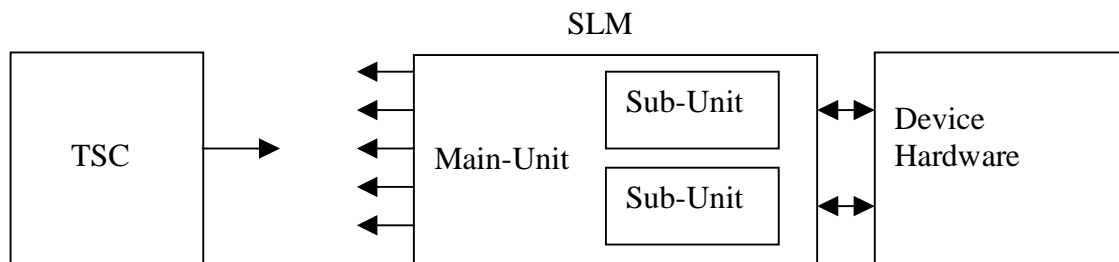 SLM
TSC
Main-Unit
Sub-Unit
Sub-Unit
Device
Hardware